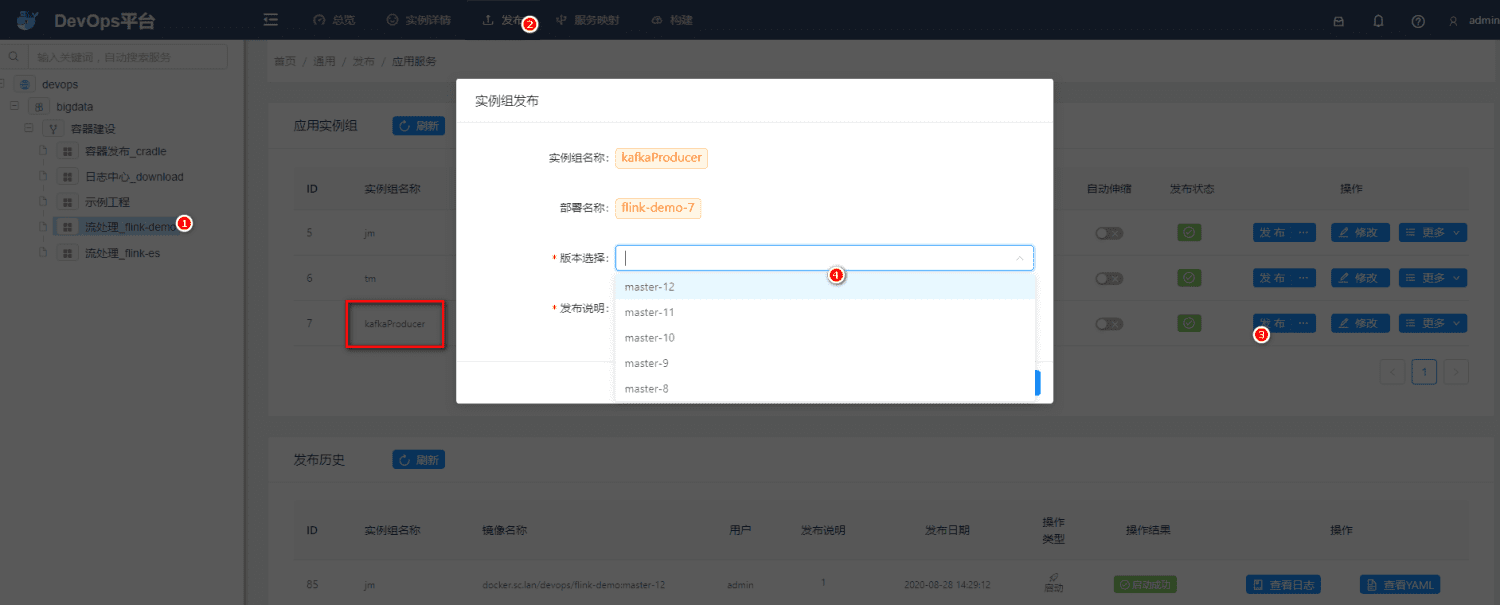 DevOps平台
总览
实例详情
发布
服务映射
构建
admin
输入关键词，自动搜索服务
devops
bigdata
容器建设
容器发布_cradle
日志中心_download
示例工程
流处理_flink-demo
流处理_flink-es
1
2
首页 / 通用 / 发布 / 应用服务
应用实例组
刷新
ID 实例组名称 自动伸缩 发布状态 操作
5 jm 发布 ··· 修改 更多
6 tm 发布 ··· 修改 更多
7 kafkaProducer 发布 ··· 修改 更多
3
< 1 >
实例组发布
实例组名称: kafkaProducer
部署名称: flink-demo-7
* 版本选择:
4
master-12
master-11
master-10
master-9
master-8
* 发布说明:
发布历史
刷新
ID 实例组名称 镜像名称 用户 发布说明 发布日期 操作类型 操作结果 操作
85 jm docker.sc.lan/devops/flink-demo:master-12 admin 1 2020-08-28 14:29:12 启动 启动成功 查看日志 查看YAML